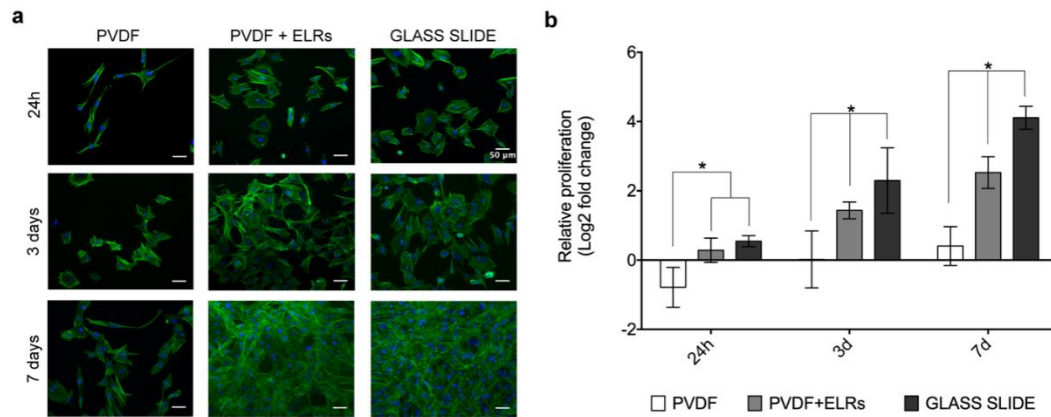 a
PVDF
PVDF + ELRs
GLASS SLIDE
24h
50 µm
3 days
7 days
b
Relative proliferation
(Log2 fold change)
6
4
2
0
-2
*
*
*
24h
3d
7d
PVDF
PVDF+ELRs
GLASS SLIDE